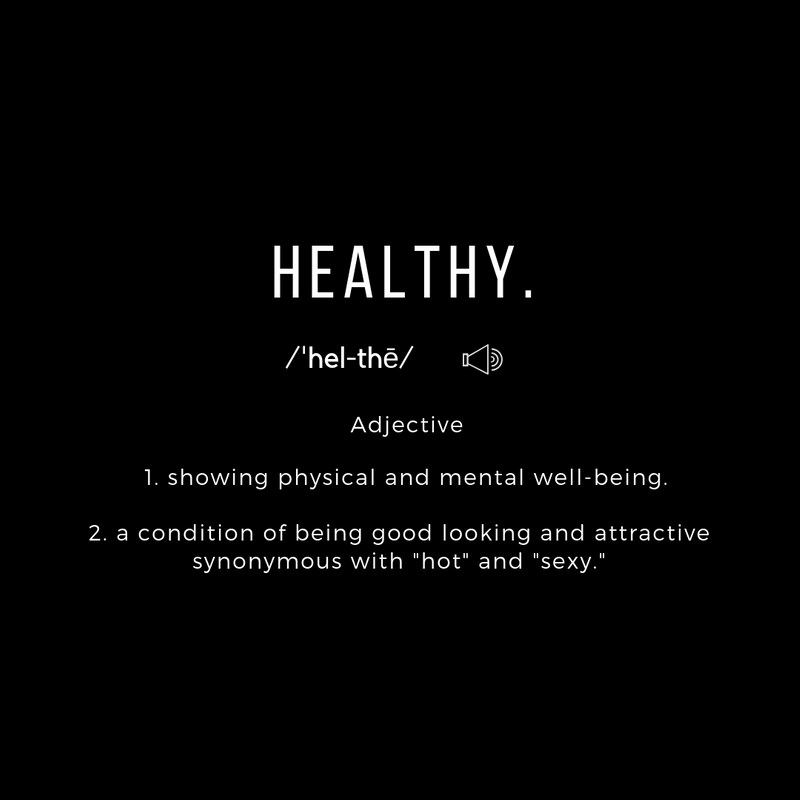 HEALTHY.
/'hel-thē/
Adjective
1. showing physical and mental well-being.
2. a condition of being good looking and attractive
synonymous with "hot" and "sexy."